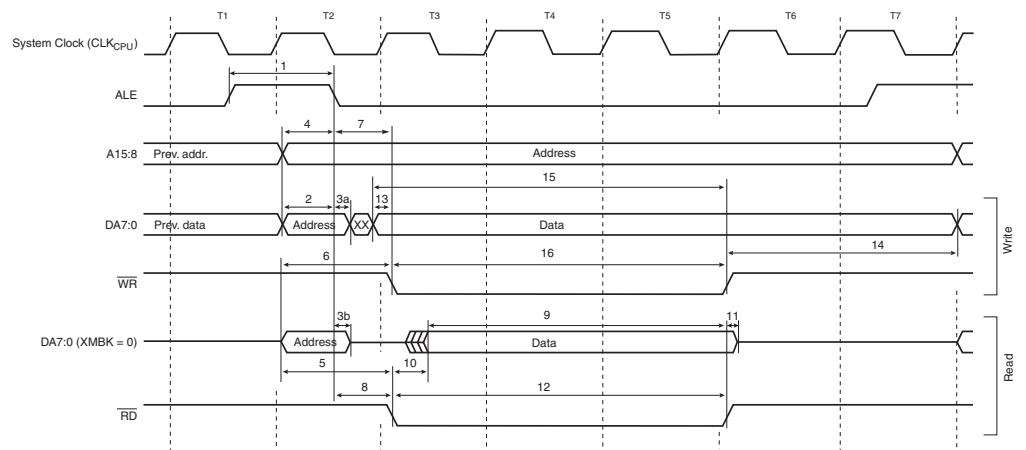 T1 T2 T3 T4 T5 T6 T7
System Clock (CLKCPU)
1
ALE
4 7
A15:8 Prev. addr. Address
15
2 3a 13
DA7:0 Prev. data Address XX Data
Write
14
6 16
WR
3b 9 11
DA7:0 (XMBK = 0) Address Data
Read
5 10
8 12
RD